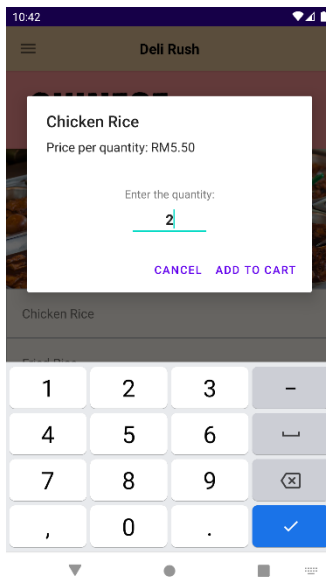 10:42
Deli Rush
Chicken Rice
Price per quantity: RM5.50
Enter the quantity:
2
CANCEL ADD TO CART
Chicken Rice
1 2 3 -
4 5 6
7 8 9
, 0 .